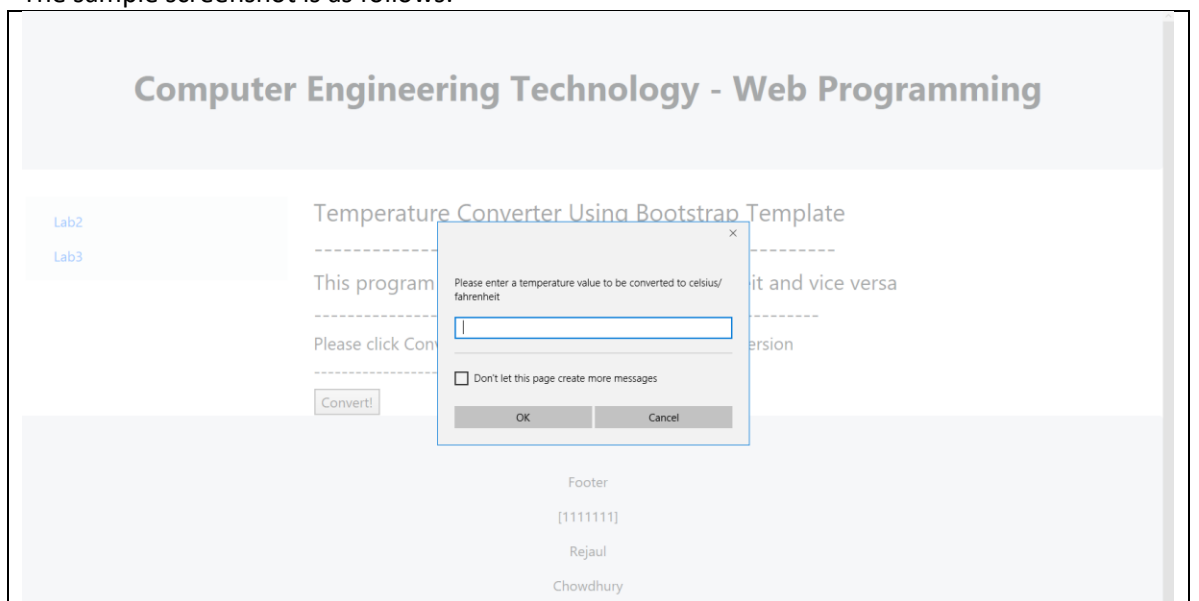 The sample screenshot is as follows:
Computer Engineering Technology - Web Programming
Lab2
Lab3
Temperature Converter Using Bootstrap Template
This program
it and vice versa
Please click Con
ersion
Convert!
Please enter a temperature value to be converted to celsius/
fahrenheit
Don't let this page create more messages
OK
Cancel
Footer
[1111111]
Rejaul
Chowdhury